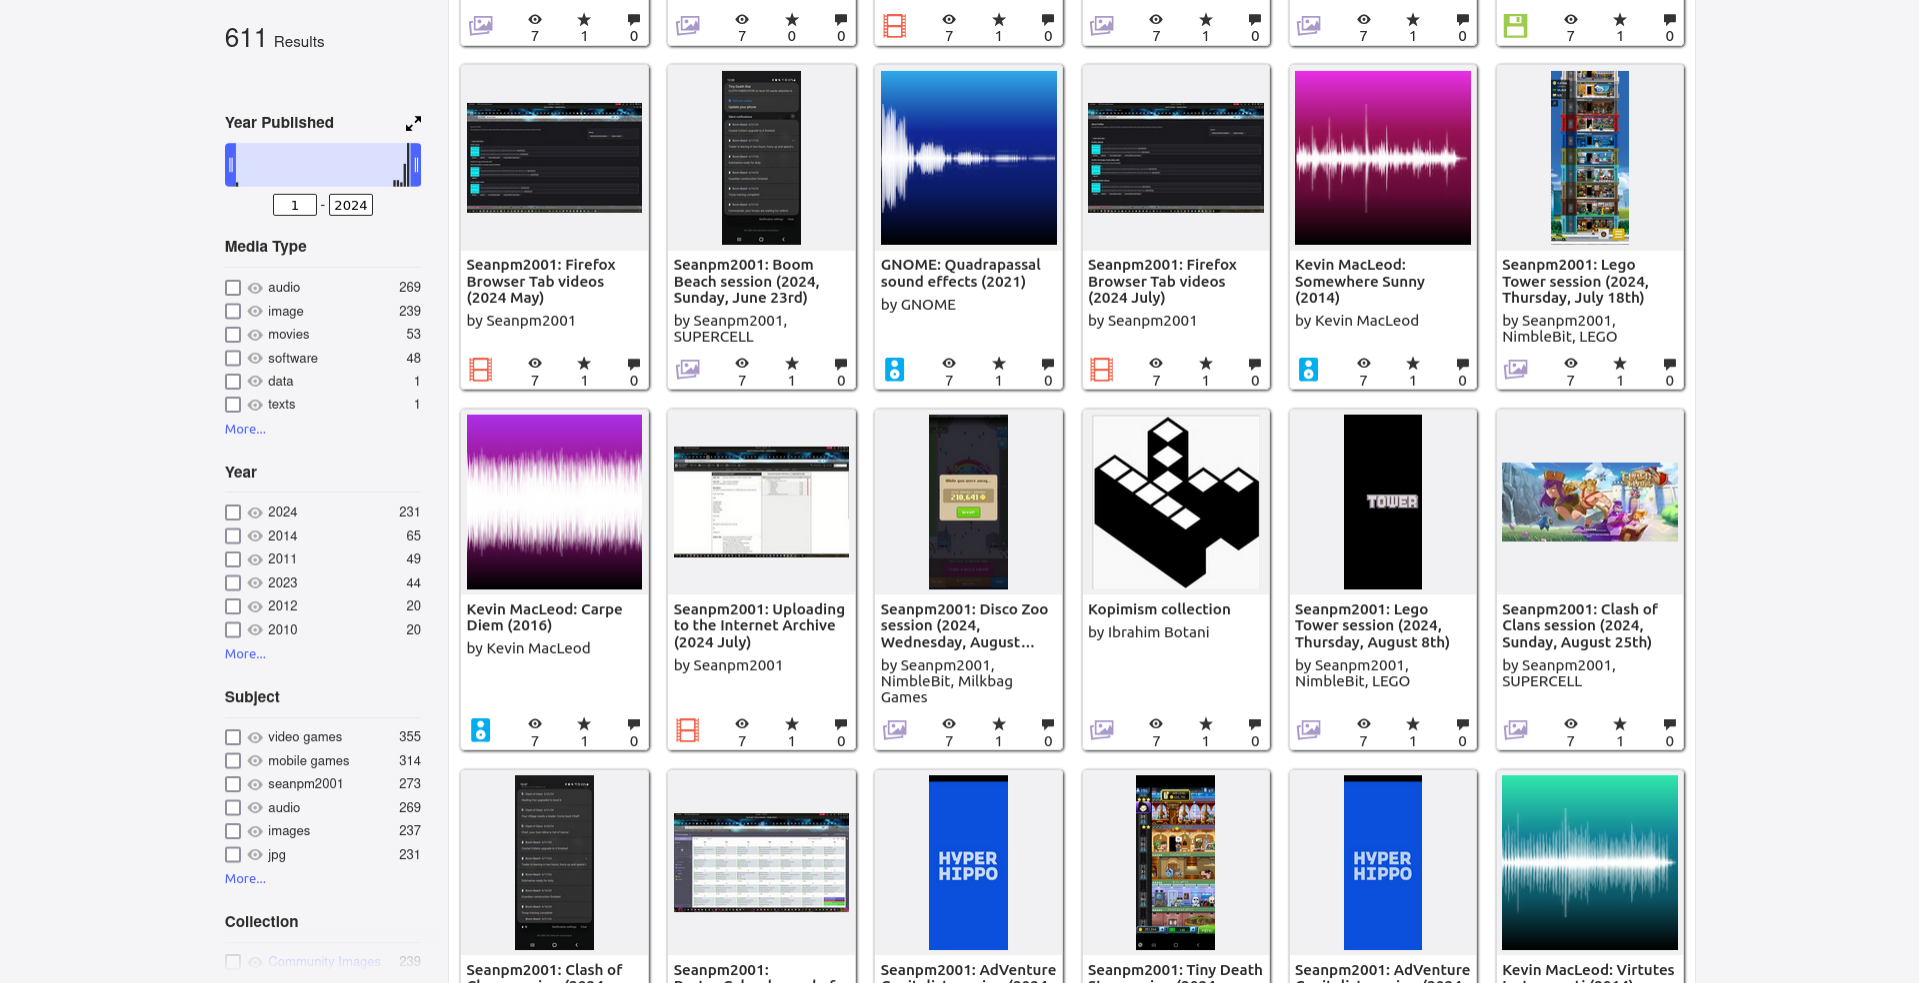 611 Results
Year Published
1 - 2024
Media Type
audio 269
image 239
movies 53
software 48
data 1
texts 1
More...
Year
2024 231
2014 65
2011 49
2023 44
2012 20
2010 20
More...
Subject
video games 355
mobile games 314
seanpm2001 273
audio 269
images 237
jpg 231
More...
Collection
Community Images 239
7 1 0
7 0 0
7 1 0
7 1 0
7 1 0
7 1 0
Seanpm2001: Firefox
Browser Tab videos
(2024 May)
by Seanpm2001
7 1 0
Seanpm2001: Boom
Beach session (2024,
Sunday, June 23rd)
by Seanpm2001,
SUPERCELL
7 1 0
GNOME: Quadrapassal
sound effects (2021)
by GNOME
7 1 0
Seanpm2001: Firefox
Browser Tab videos
(2024 July)
by Seanpm2001
7 1 0
Kevin MacLeod:
Somewhere Sunny
(2014)
by Kevin MacLeod
7 1 0
Seanpm2001: Lego
Tower session (2024,
Thursday, July 18th)
by Seanpm2001,
NimbleBit, LEGO
7 1 0
Kevin MacLeod: Carpe
Diem (2016)
by Kevin MacLeod
7 1 0
Seanpm2001: Uploading
to the Internet Archive
(2024 July)
by Seanpm2001
7 1 0
While you were away...
210,641
Seanpm2001: Disco Zoo
session (2024,
Wednesday, August...
by Seanpm2001,
NimbleBit, Milkbag
Games
7 1 0
Kopimism collection
by Ibrahim Botani
7 1 0
TOWER
Seanpm2001: Lego
Tower session (2024,
Thursday, August 8th)
by Seanpm2001,
NimbleBit, LEGO
7 1 0
Seanpm2001: Clash of
Clans session (2024,
Sunday, August 25th)
by Seanpm2001,
SUPERCELL
7 1 0
Seanpm2001: Clash of
Seanpm2001:
HYPER
HIPPO
Seanpm2001: AdVenture
Seanpm2001: Tiny Death
HYPER
HIPPO
Seanpm2001: AdVenture
Kevin MacLeod: Virtutes